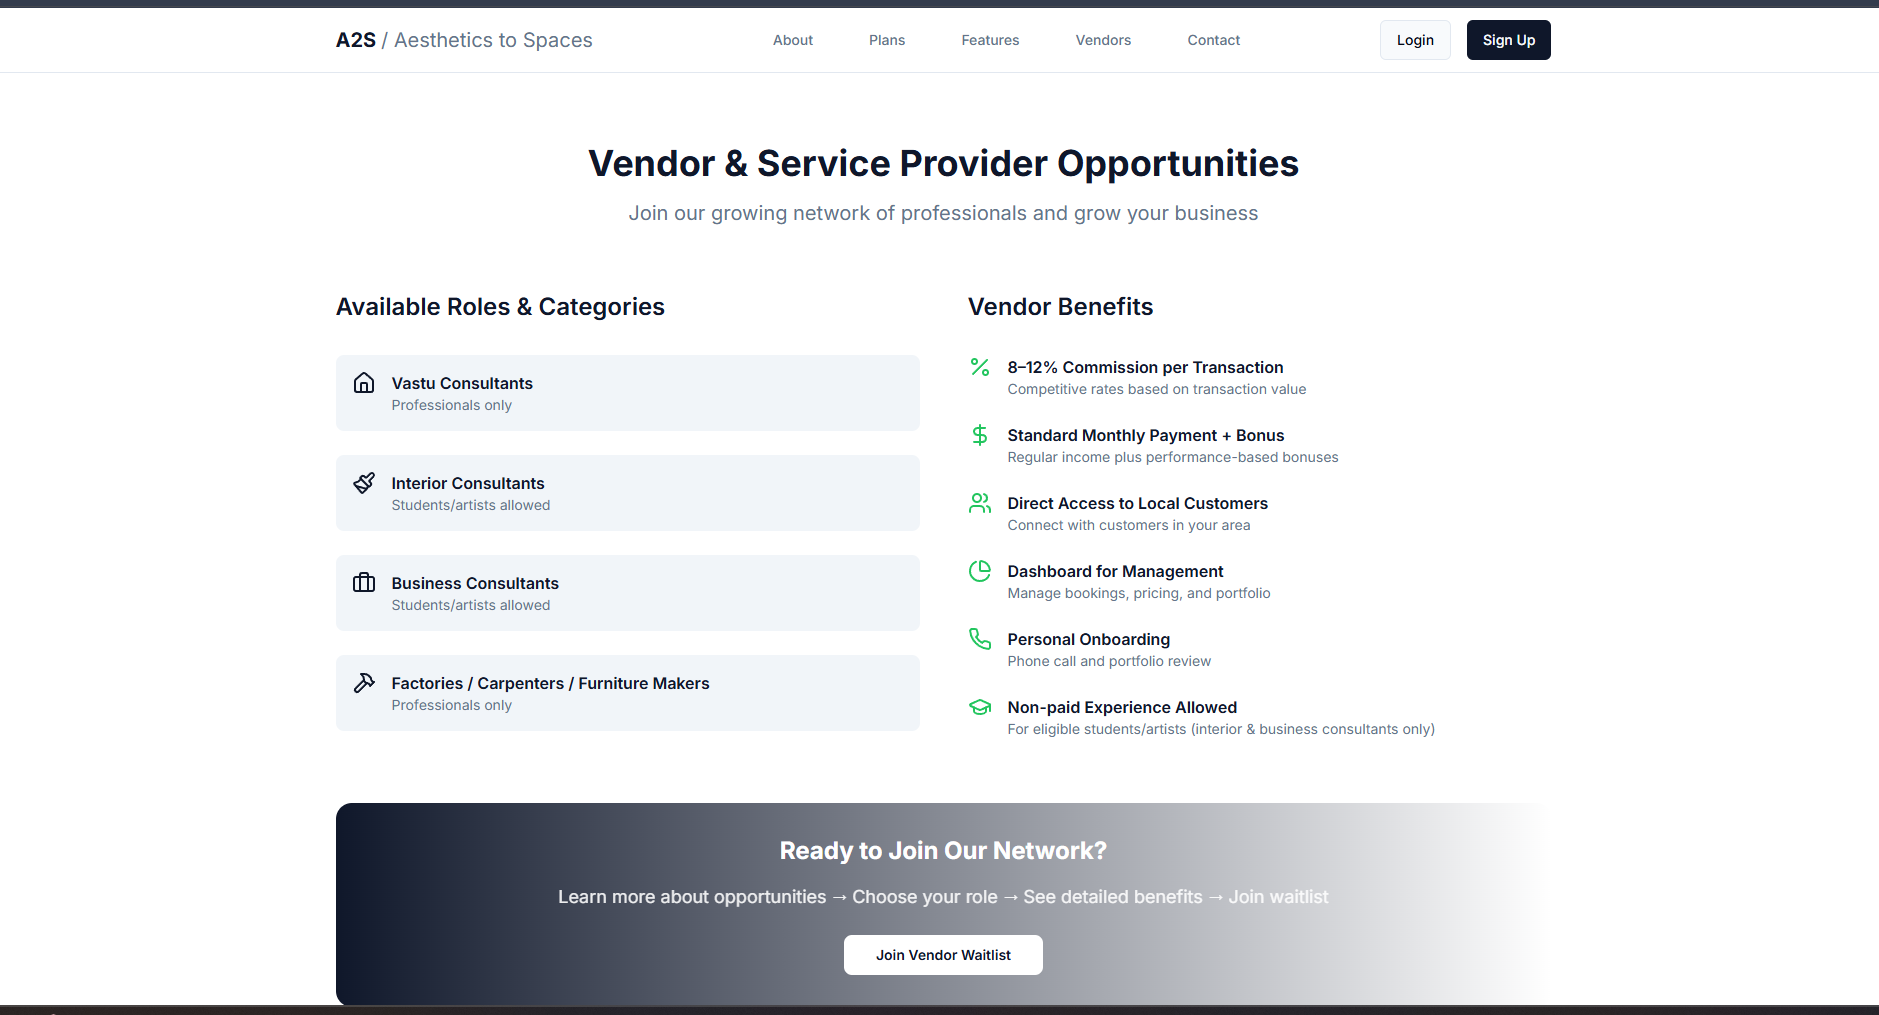 A2S / Aesthetics to Spaces
About
Plans
Features
Vendors
Contact
Login
Sign Up
Vendor & Service Provider Opportunities
Join our growing network of professionals and grow your business
Available Roles & Categories
Vastu Consultants
Professionals only
Interior Consultants
Students/artists allowed
Business Consultants
Students/artists allowed
Factories / Carpenters / Furniture Makers
Professionals only
Vendor Benefits
8–12% Commission per Transaction
Competitive rates based on transaction value
Standard Monthly Payment + Bonus
Regular income plus performance-based bonuses
Direct Access to Local Customers
Connect with customers in your area
Dashboard for Management
Manage bookings, pricing, and portfolio
Personal Onboarding
Phone call and portfolio review
Non-paid Experience Allowed
For eligible students/artists (interior & business consultants only)
Ready to Join Our Network?
Learn more about opportunities → Choose your role → See detailed benefits → Join waitlist
Join Vendor Waitlist